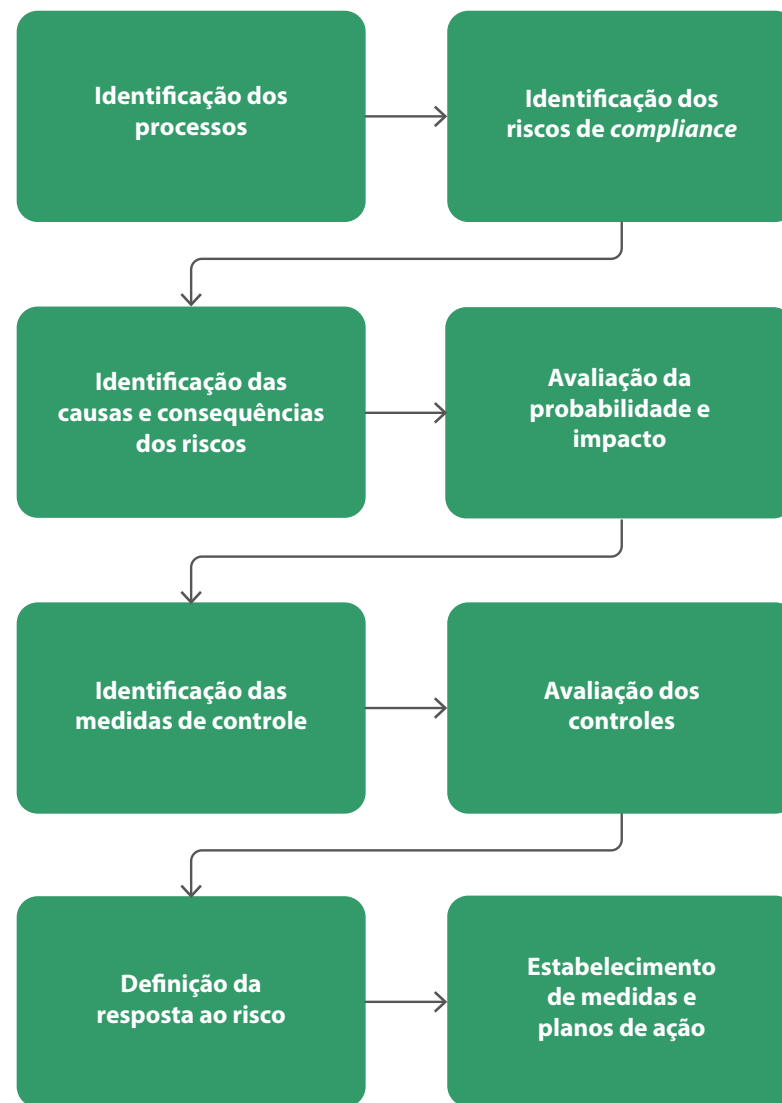 Identificação dos
processos
Identificação dos
riscos de compliance
Identificação das
causas e consequências
dos riscos
Avaliação da
probabilidade e
impacto
Identificação das
medidas de controle
Avaliação dos
controles
Definição da
resposta ao risco
Estabelecimento
de medidas e
planos de ação